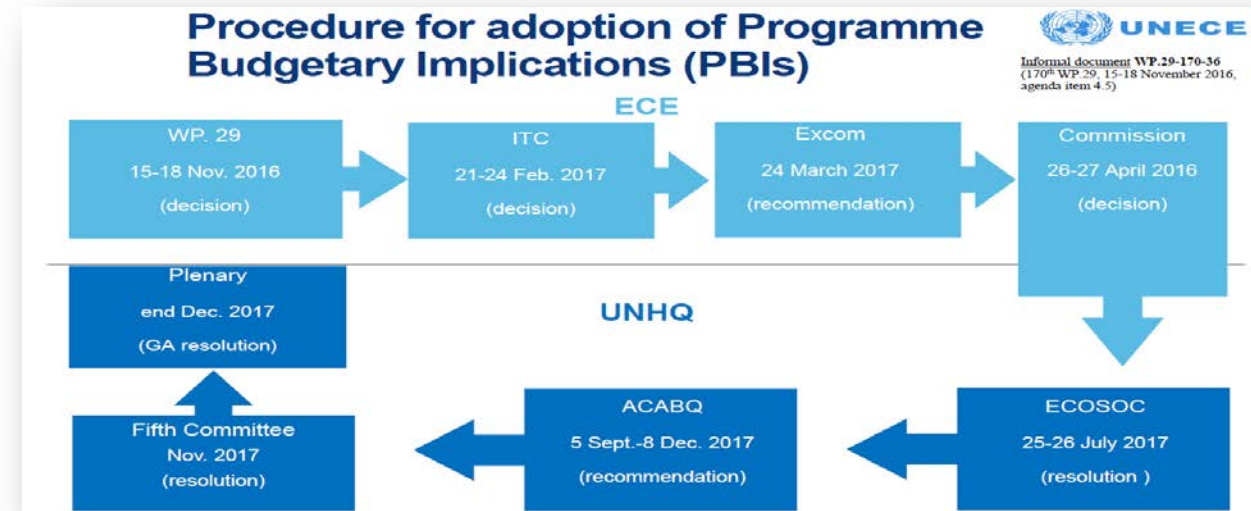 Procedure for adoption of Programme
Budgetary Implications (PBIs)
UNECE
Informal document WP.29-170-36
(170th WP.29, 15-18 November 2016,
agenda item 4.5)
ECE
WP. 29
15-18 Nov. 2016
(decision)
ITC
21-24 Feb. 2017
(decision)
Excom
24 March 2017
(recommendation)
Commission
26-27 April 2016
(decision)
UNHQ
ECOSOC
25-26 July 2017
(resolution )
ACABQ
5 Sept.-8 Dec. 2017
(recommendation)
Fifth Committee
Nov. 2017
(resolution)
Plenary
end Dec. 2017
(GA resolution)